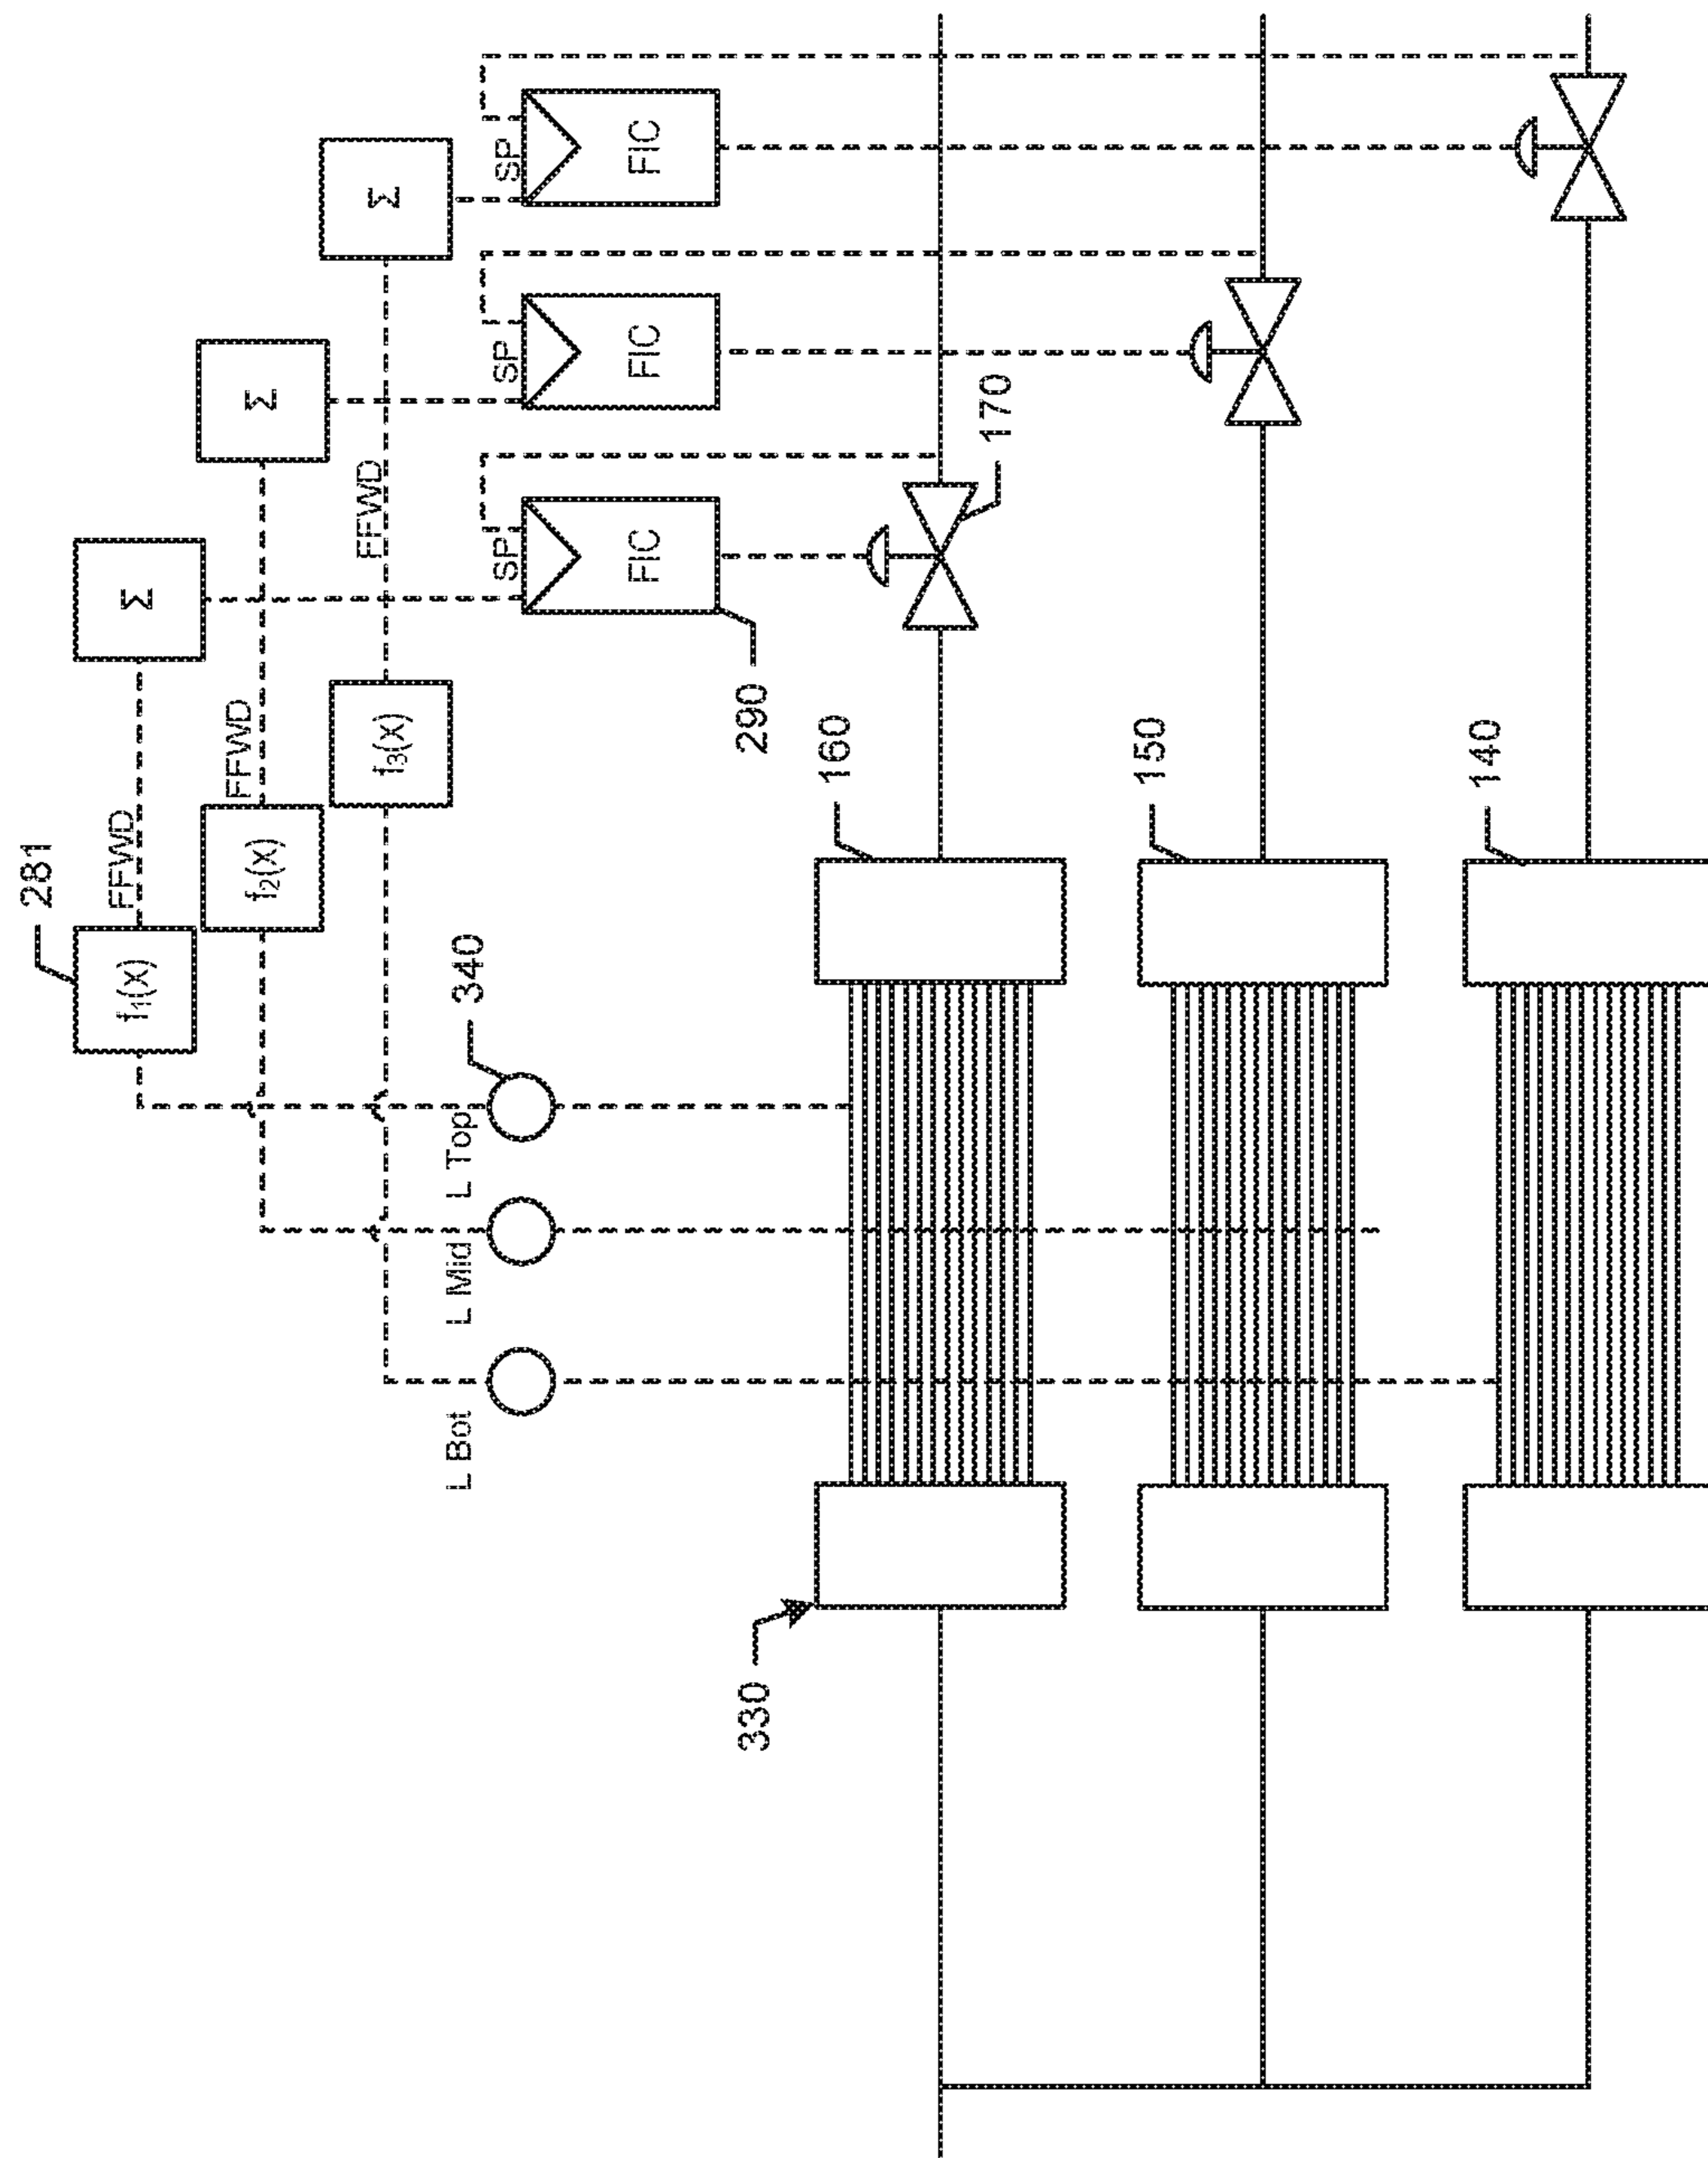 281
FFWD
f₁(x) Σ
FFWD
f₂(x) Σ
FFWD
f₃(x) Σ
L Bot L Mid L Top 340
SP SP SP
FIC FIC FIC
330 290
160
170
150
140